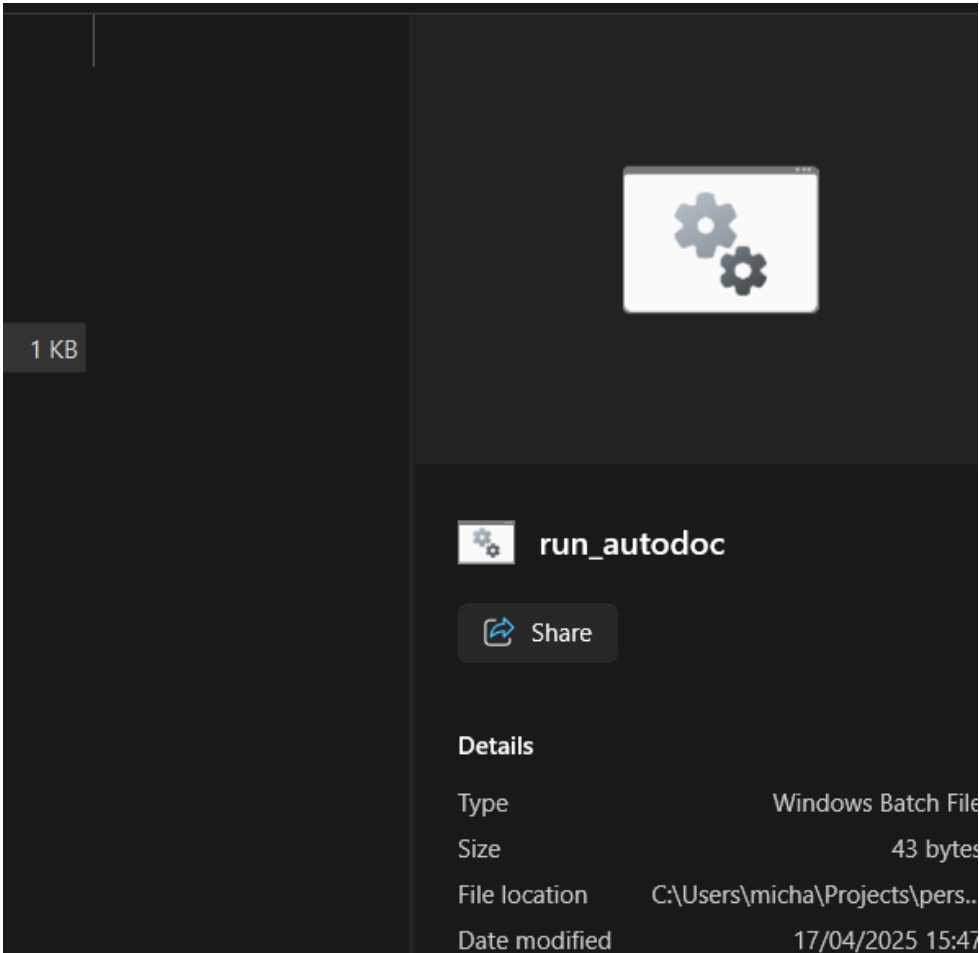 1 KB
run_autodoc
Share
Details
Type Windows Batch File
Size 43 bytes
File location C:\Users\micha\Projects\pers...
Date modified 17/04/2025 15:47